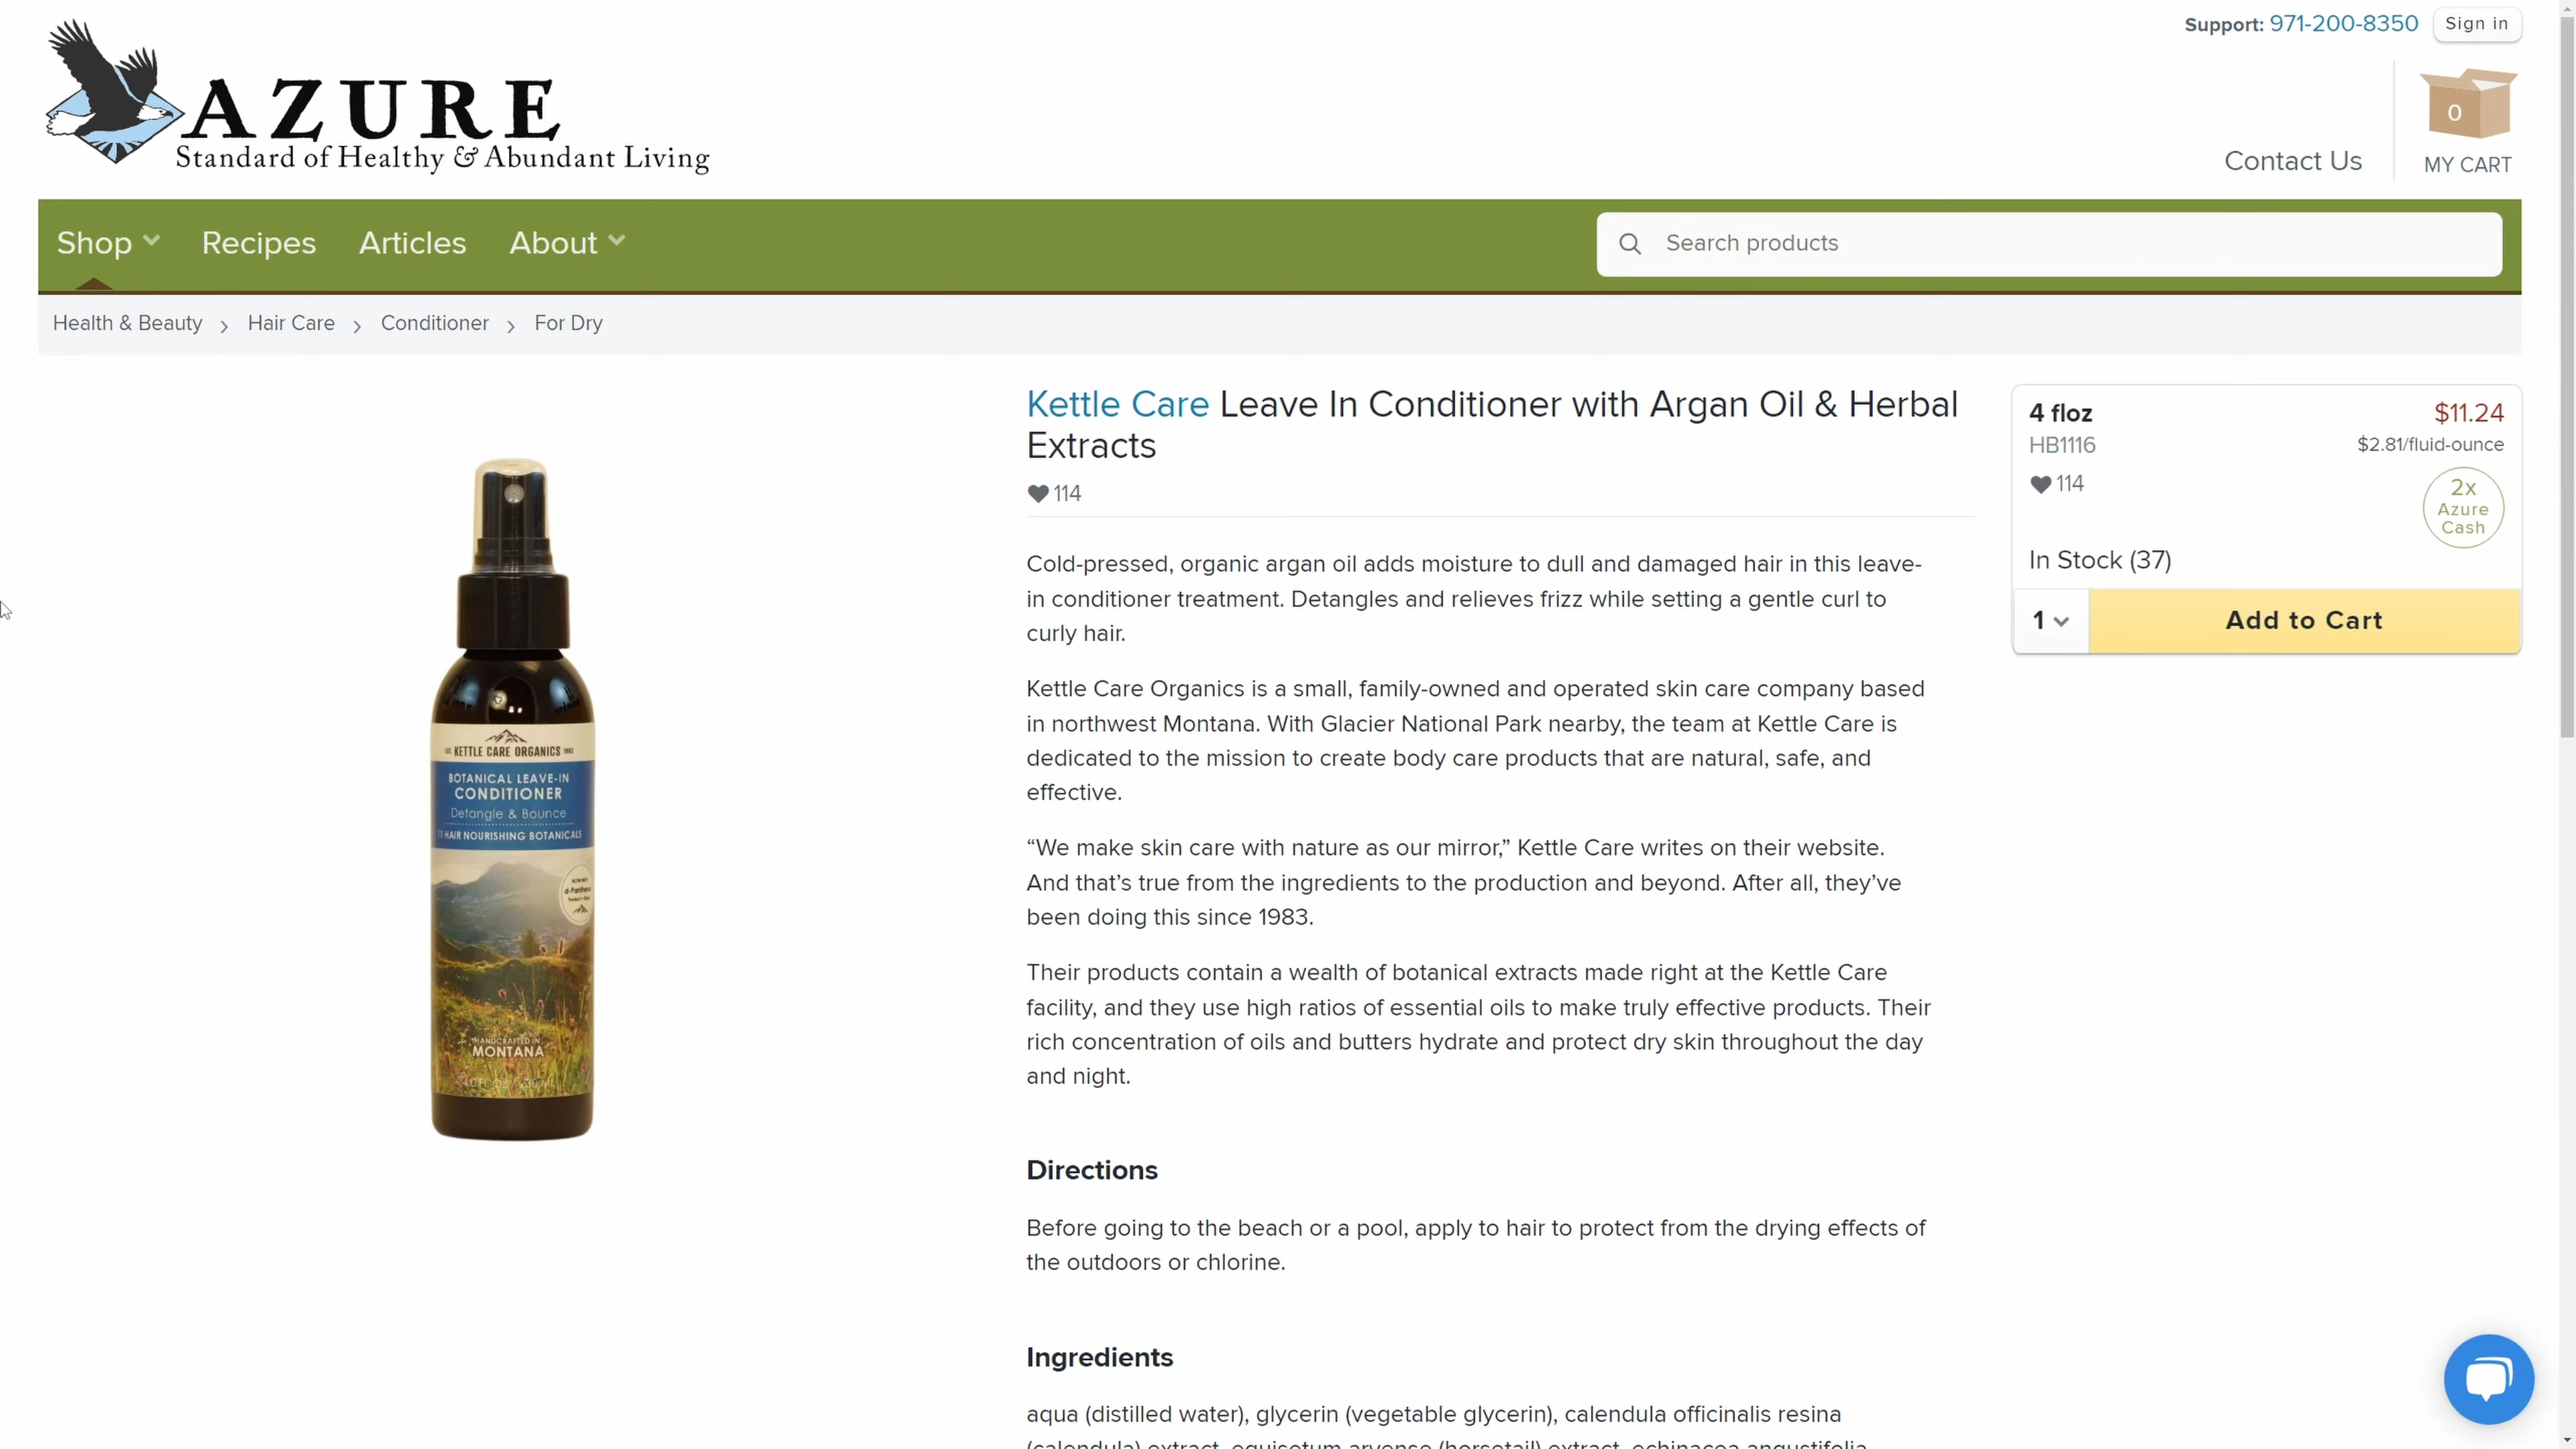 Support: 971-200-8350 Sign in
AZURE
Standard of Healthy & Abundant Living
Contact Us
0
MY CART
Shop Recipes Articles About
Search products
Health & Beauty › Hair Care › Conditioner › For Dry
Kettle Care Leave In Conditioner with Argan Oil & Herbal
Extracts
114
Cold-pressed, organic argan oil adds moisture to dull and damaged hair in this leave-
in conditioner treatment. Detangles and relieves frizz while setting a gentle curl to
curly hair.
Kettle Care Organics is a small, family-owned and operated skin care company based
in northwest Montana. With Glacier National Park nearby, the team at Kettle Care is
dedicated to the mission to create body care products that are natural, safe, and
effective.
“We make skin care with nature as our mirror,” Kettle Care writes on their website.
And that’s true from the ingredients to the production and beyond. After all, they’ve
been doing this since 1983.
Their products contain a wealth of botanical extracts made right at the Kettle Care
facility, and they use high ratios of essential oils to make truly effective products. Their
rich concentration of oils and butters hydrate and protect dry skin throughout the day
and night.
Directions
Before going to the beach or a pool, apply to hair to protect from the drying effects of
the outdoors or chlorine.
Ingredients
aqua (distilled water), glycerin (vegetable glycerin), calendula officinalis resina
(calendula) extract, equisetum arvense (horsetail) extract, echinacea angustifolia
4 floz $11.24
HB1116 $2.81/fluid-ounce
114
2x
Azure
Cash
In Stock (37)
1 Add to Cart
KETTLE CARE ORGANICS
BOTANICAL LEAVE-IN
CONDITIONER
Detangle & Bounce
11 HAIR NOURISHING BOTANICALS
HANDCRAFTED IN
MONTANA